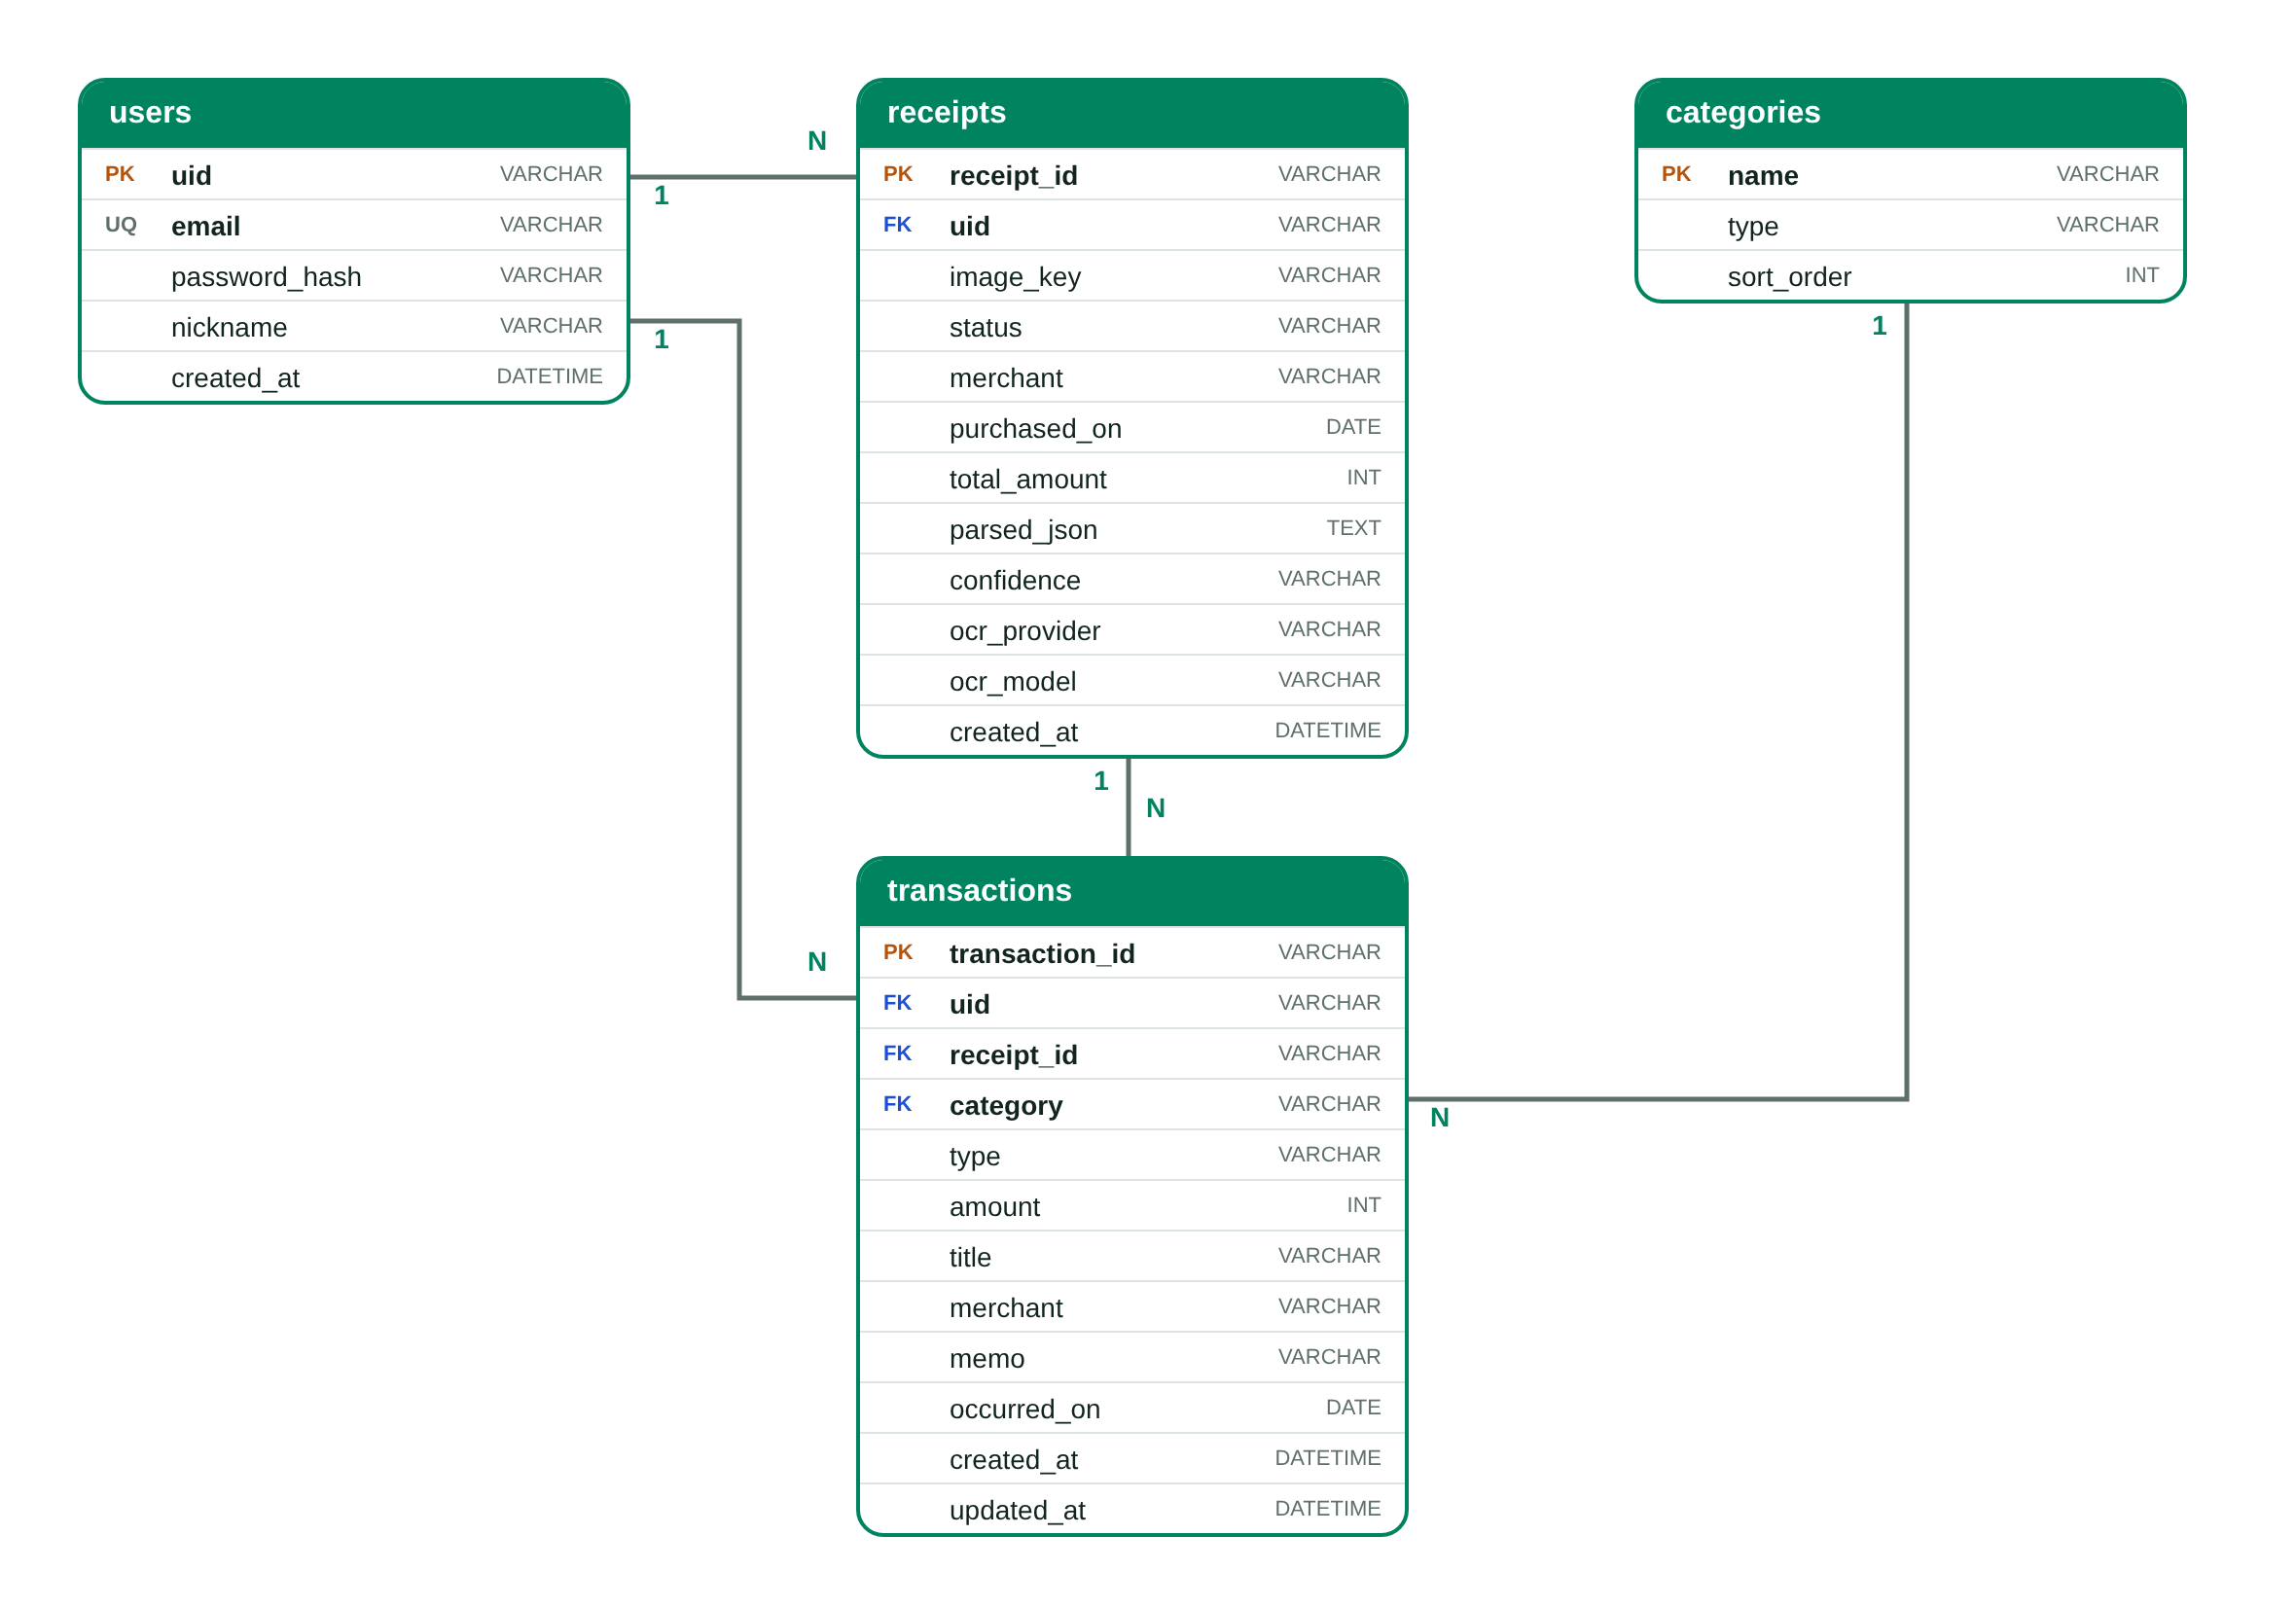 users
PK uid VARCHAR
UQ email VARCHAR
password_hash VARCHAR
nickname VARCHAR
created_at DATETIME
1
N
1
N
receipts
PK receipt_id VARCHAR
FK uid VARCHAR
image_key VARCHAR
status VARCHAR
merchant VARCHAR
purchased_on DATE
total_amount INT
parsed_json TEXT
confidence VARCHAR
ocr_provider VARCHAR
ocr_model VARCHAR
created_at DATETIME
1
N
transactions
PK transaction_id VARCHAR
FK uid VARCHAR
FK receipt_id VARCHAR
FK category VARCHAR
type VARCHAR
amount INT
title VARCHAR
merchant VARCHAR
memo VARCHAR
occurred_on DATE
created_at DATETIME
updated_at DATETIME
categories
PK name VARCHAR
type VARCHAR
sort_order INT
1
N